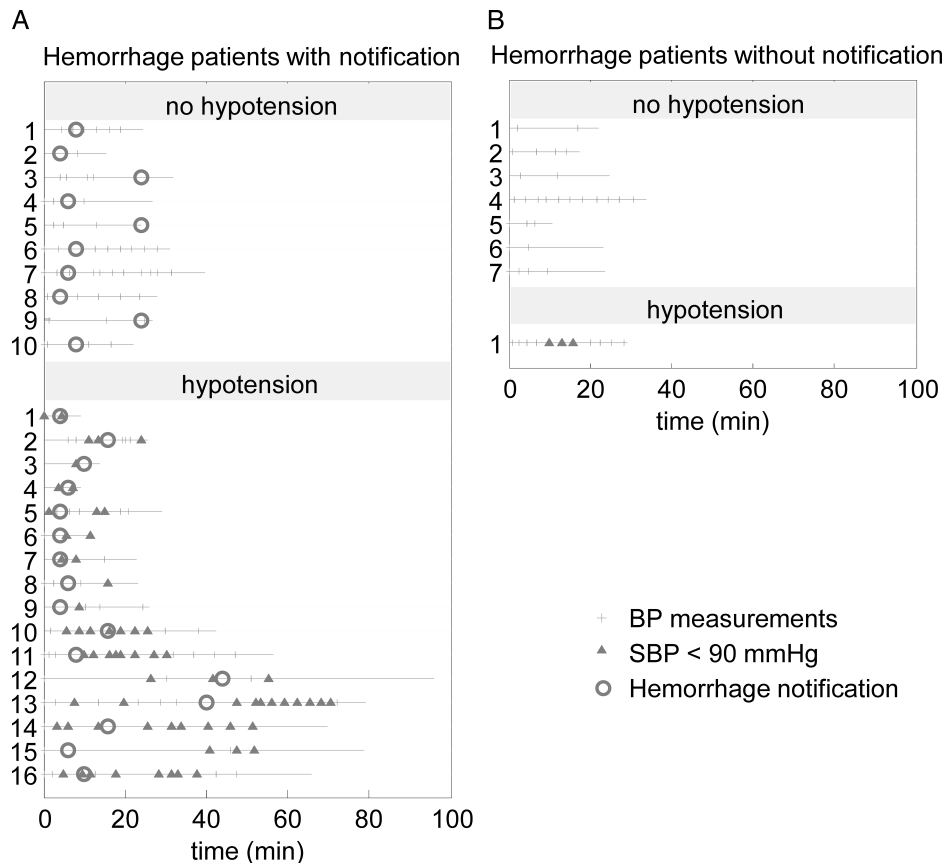 A
Hemorrhage patients with notification
no hypotension
1
2
3
4
5
6
7
8
9
10
hypotension
1
2
3
4
5
6
7
8
9
10
11
12
13
14
15
16
0 20 40 60 80 100
time (min)
B
Hemorrhage patients without notification
no hypotension
1
2
3
4
5
6
7
hypotension
1
0 20 40 60 80 100
time (min)
BP measurements
SBP < 90 mmHg
Hemorrhage notification